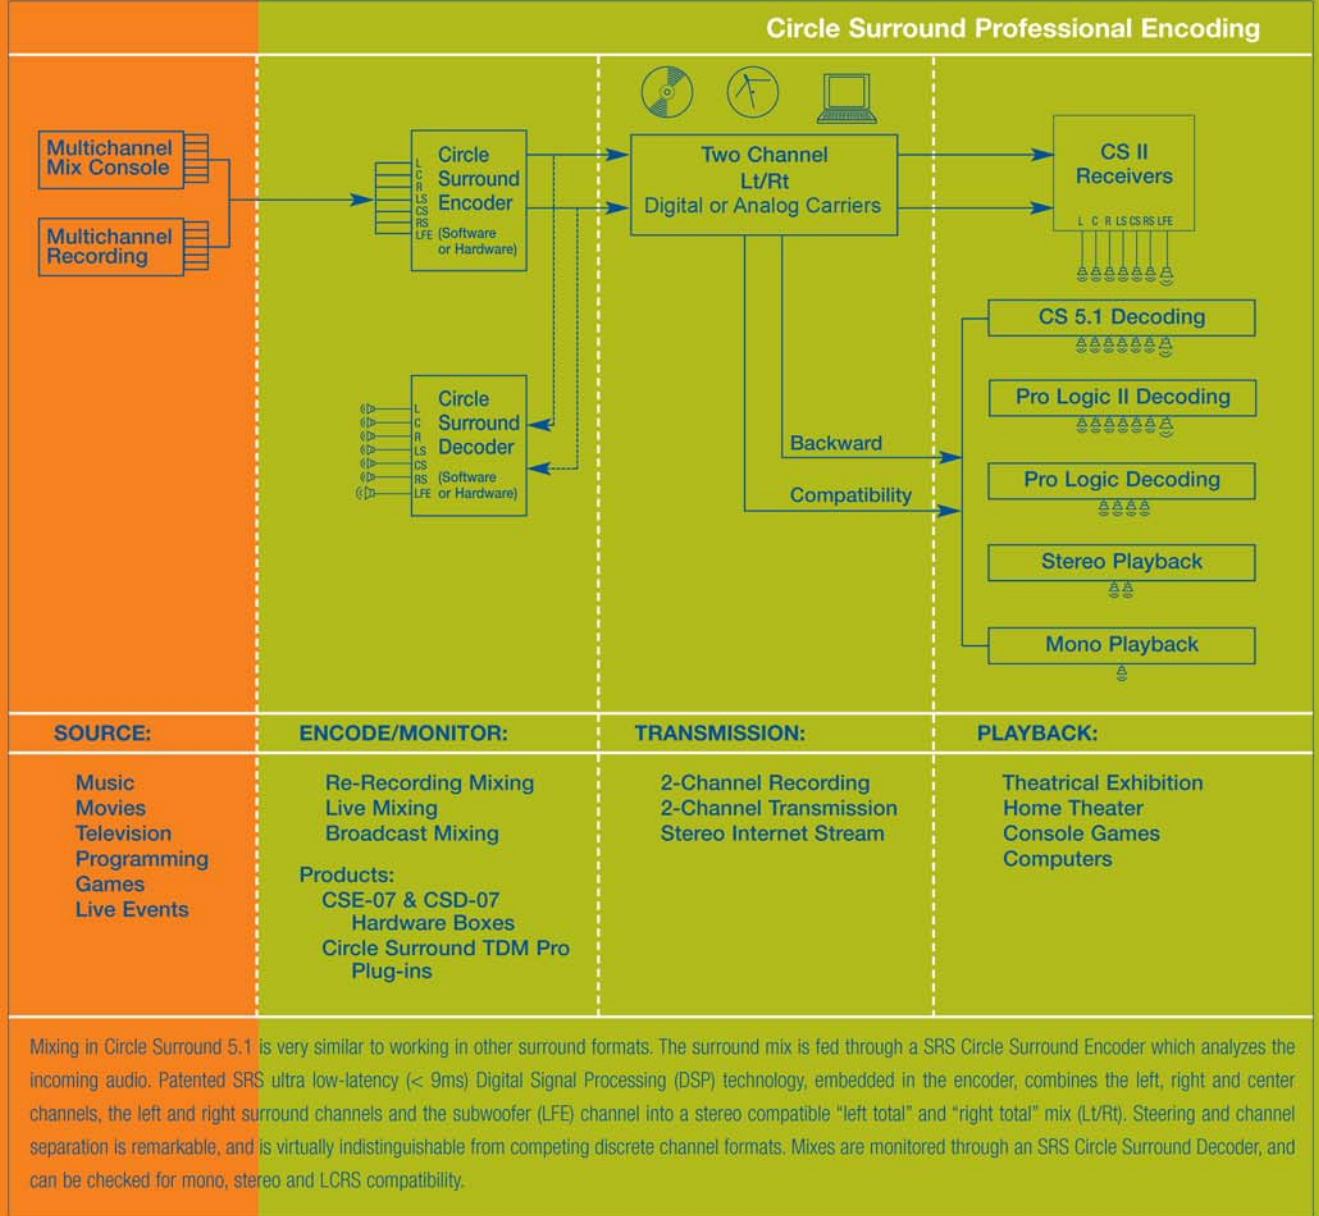 Circle Surround Professional Encoding
Multichannel
Mix Console
Multichannel
Recording
L
C
R
LS
CS
RS
LFE
Circle
Surround
Encoder
(Software
or Hardware)
L
C
R
LS
CS
RS
LFE
Circle
Surround
Decoder
(Software
or Hardware)
Two Channel
Lt/Rt
Digital or Analog Carriers
Backward
Compatibility
CS II
Receivers
L C R LS CS RS LFE
CS 5.1 Decoding
Pro Logic II Decoding
Pro Logic Decoding
Stereo Playback
Mono Playback
SOURCE:
Music
Movies
Television
Programming
Games
Live Events
ENCODE/MONITOR:
Re-Recording Mixing
Live Mixing
Broadcast Mixing
Products:
CSE-07 & CSD-07
Hardware Boxes
Circle Surround TDM Pro
Plug-ins
TRANSMISSION:
2-Channel Recording
2-Channel Transmission
Stereo Internet Stream
PLAYBACK:
Theatrical Exhibition
Home Theater
Console Games
Computers
Mixing in Circle Surround 5.1 is very similar to working in other surround formats. The surround mix is fed through a SRS Circle Surround Encoder which analyzes the
incoming audio. Patented SRS ultra low-latency (< 9ms) Digital Signal Processing (DSP) technology, embedded in the encoder, combines the left, right and center
channels, the left and right surround channels and the subwoofer (LFE) channel into a stereo compatible “left total” and “right total” mix (Lt/Rt). Steering and channel
separation is remarkable, and is virtually indistinguishable from competing discrete channel formats. Mixes are monitored through an SRS Circle Surround Decoder, and
can be checked for mono, stereo and LCRS compatibility.